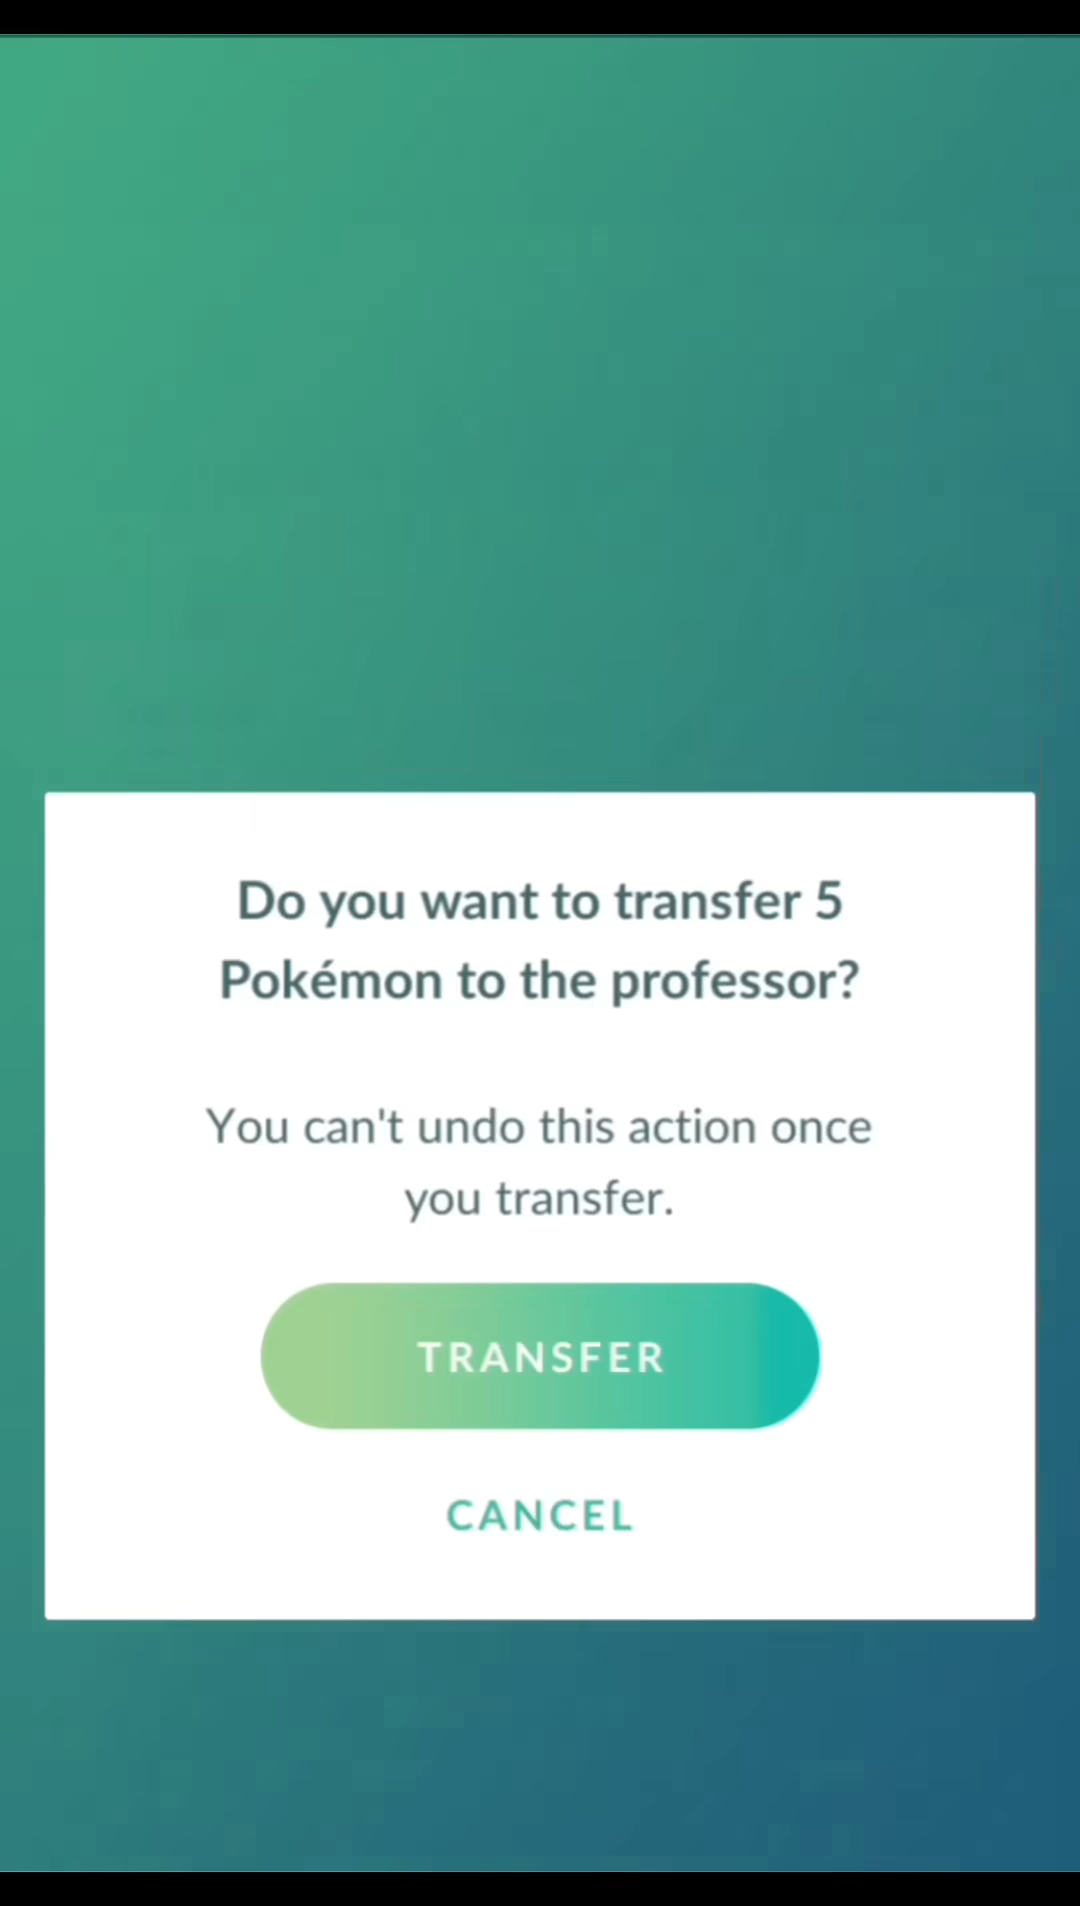 Do you want to transfer 5
Pokémon to the professor?
You can't undo this action once
you transfer.
TRANSFER
CANCEL